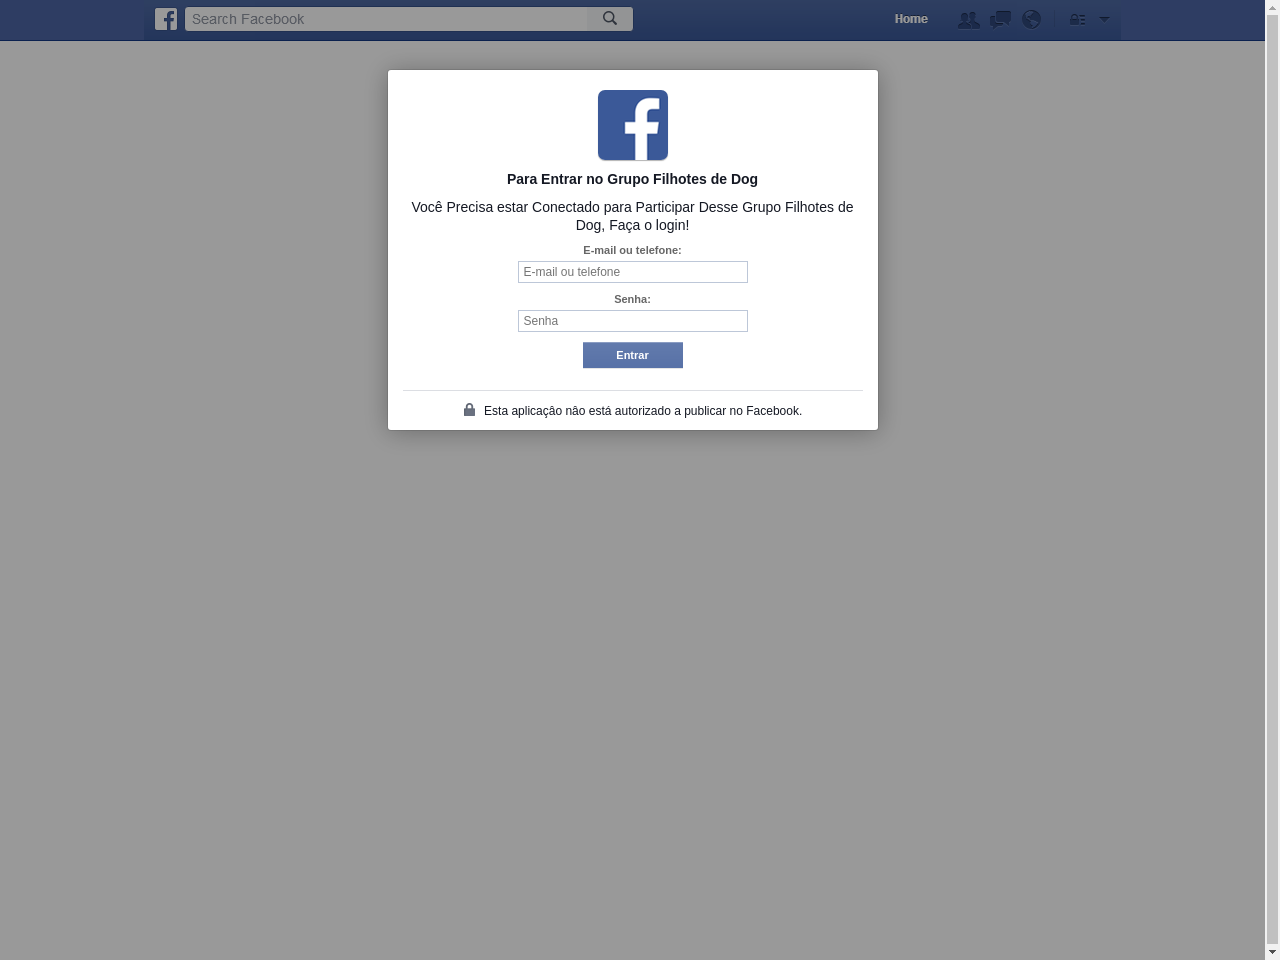 Search Facebook
Home
Para Entrar no Grupo Filhotes de Dog
Você Precisa estar Conectado para Participar Desse Grupo Filhotes de
Dog, Faça o login!
E-mail ou telefone:
E-mail ou telefone
Senha:
Senha
Entrar
Esta aplicação não está autorizado a publicar no Facebook.